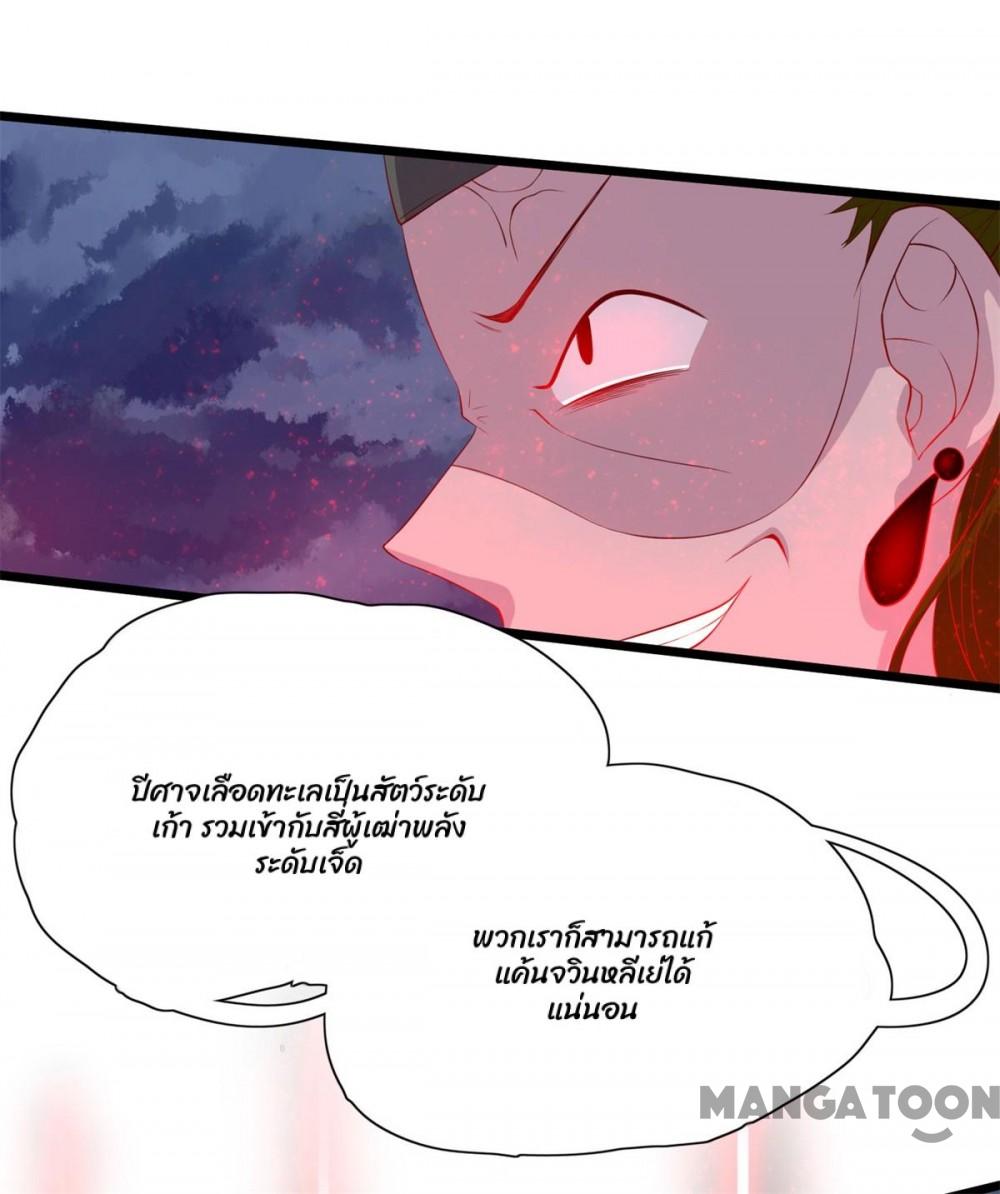 ปีศาจเลือดทะเลเป็นสัตว์ระดับ
เก้า รวมเข้ากับสี่ผู้เฒ่าพลัง
ระดับเจ็ด
พวกเราก็สามารถแก้
แค้นจวินหลีเย่ได้
แน่นอน
MANGATOON